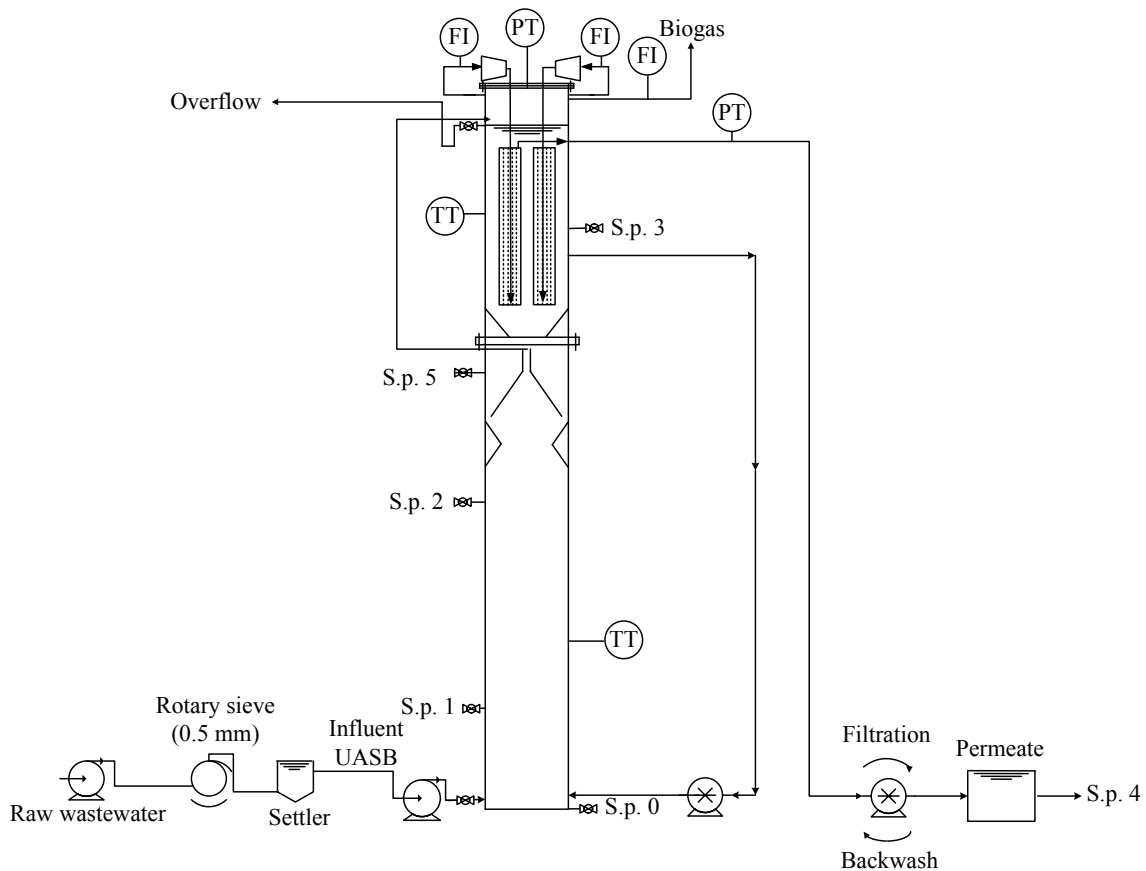 Biogas
FI
PT
FI
FI
Overflow
PT
TT
S.p. 3
S.p. 5
S.p. 2
TT
S.p. 1
Rotary sieve
(0.5 mm)
Influent
UASB
Filtration
Permeate
Raw wastewater
Settler
S.p. 0
S.p. 4
Backwash